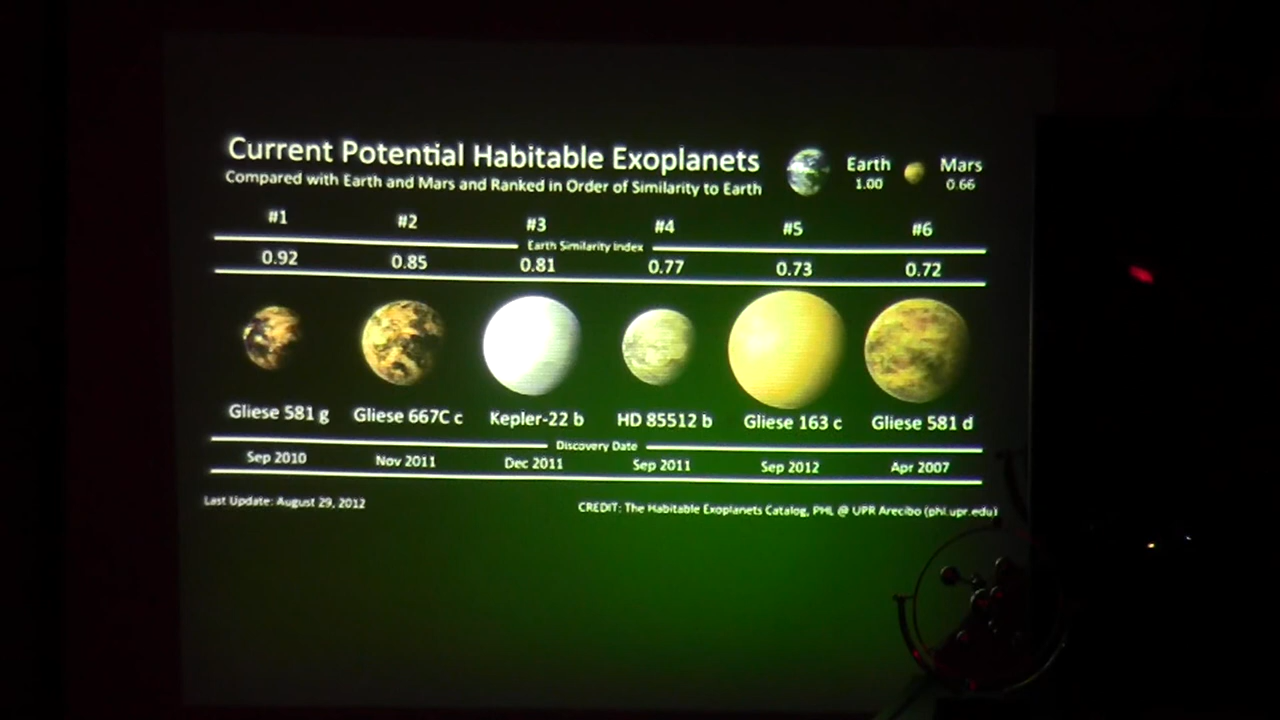 Current Potential Habitable Exoplanets
Compared with Earth and Mars and Ranked in Order of Similarity to Earth
Earth
1.00
Mars
0.66
#1 #2 #3 #4 #5 #6
Earth Similarity Index
0.92 0.85 0.81 0.77 0.73 0.72
Gliese 581 g Gliese 667C c Kepler-22 b HD 85512 b Gliese 163 c Gliese 581 d
Discovery Date
Sep 2010 Nov 2011 Dec 2011 Sep 2011 Sep 2012 Apr 2007
Last Update: August 29, 2012
CREDIT: The Habitable Exoplanets Catalog, PHL @ UPR Arecibo (phl.upr.edu)